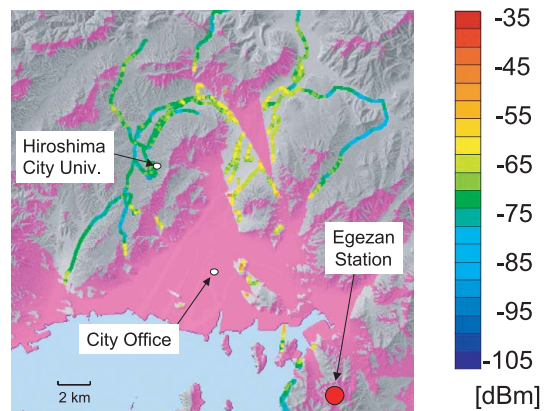 Hiroshima
City Univ.
Egezan
Station
City Office
2 km
-35
-45
-55
-65
-75
-85
-95
-105
[dBm]